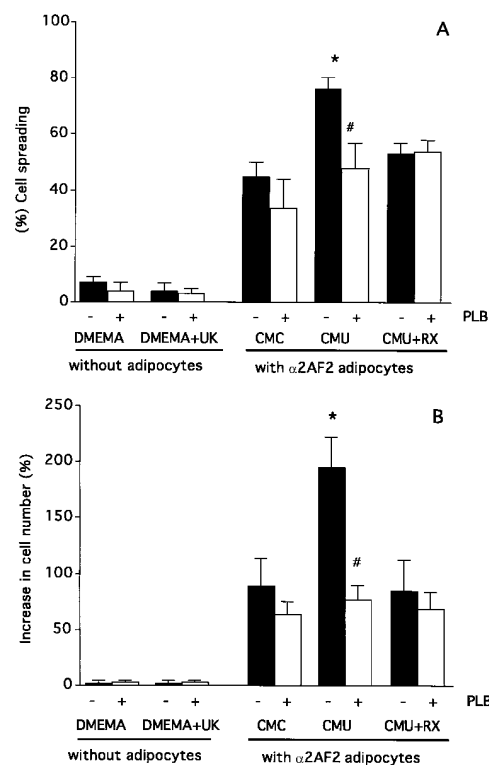 A
(%) Cell spreading
100
80
60
40
20
0
*
#
- + - + - + - + - + PLB
DMEMA DMEMA+UK CMC CMU CMU+RX
without adipocytes with α2AF2 adipocytes
B
Increase in cell number (%)
250
200
150
100
50
0
*
#
- + - + - + - + - + PLB
DMEMA DMEMA+UK CMC CMU CMU+RX
without adipocytes with α2AF2 adipocytes